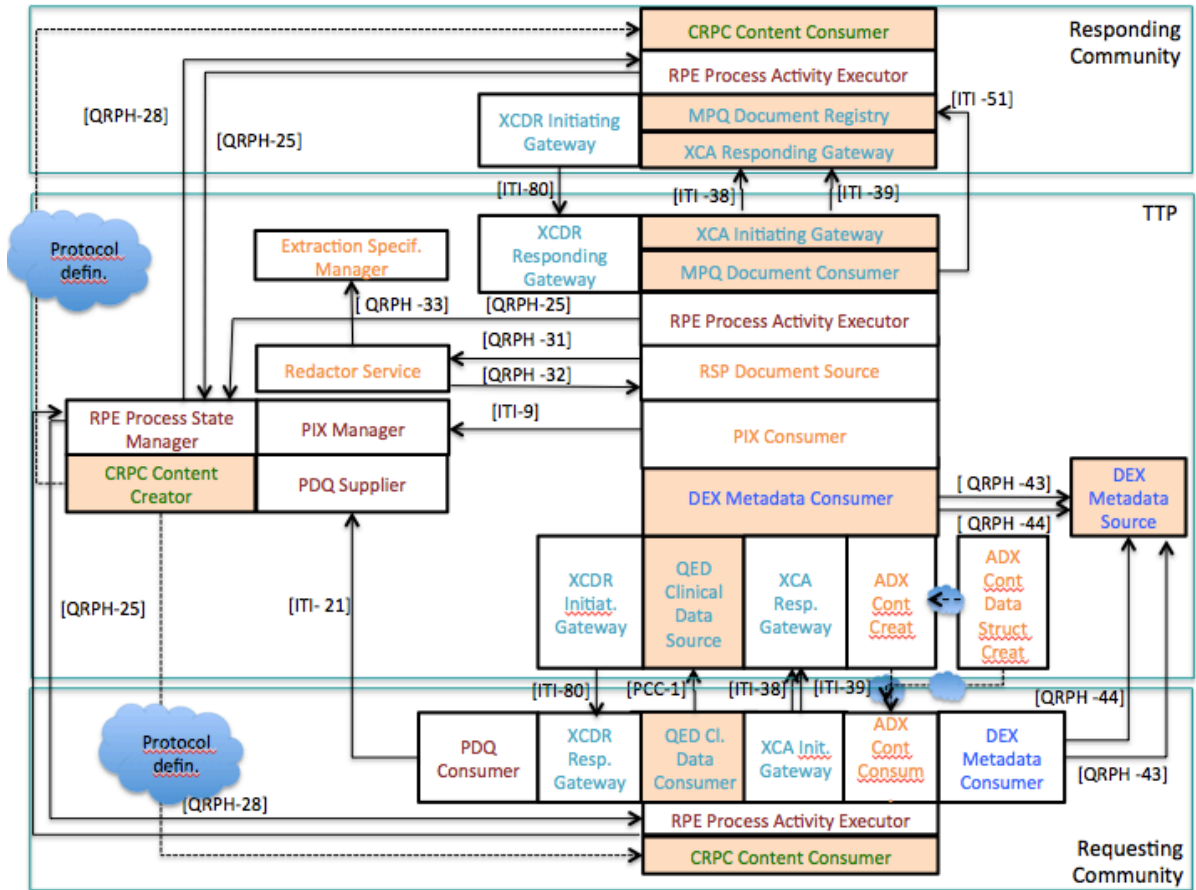 CRPC Content Consumer
Responding
Community
RPE Process Activity Executor
[QRPH-28]
[QRPH-25]
[ITI -51]
XCDR Initiating
Gateway
MPQ Document Registry
XCA Responding Gateway
[ITI-80]
[ITI -38]
[ITI -39]
TTP
Protocol
defin.
Extraction Specif.
Manager
XCDR
Responding
Gateway
XCA Initiating Gateway
MPQ Document Consumer
[ QRPH -33]
[QRPH-25]
RPE Process Activity Executor
[QRPH -31]
Redactor Service
[QRPH -32]
RSP Document Source
RPE Process State
Manager
PIX Manager
[ITI-9]
PIX Consumer
CRPC Content
Creator
PDQ Supplier
DEX Metadata Consumer
[ QRPH -43]
[ QRPH -44]
DEX
Metadata
Source
[QRPH-25]
[ITI- 21]
XCDR
Initiat.
Gateway
QED
Clinical
Data
Source
XCA
Resp.
Gateway
ADX
Cont
Creat
ADX
Cont
Data
Struct
Creat
[ITI-80]
[PCC-1]
[ITI-38]
[ITI-39]
[QRPH -44]
Protocol
defin.
PDQ
Consumer
XCDR
Resp.
Gateway
QED Cl.
Data
Consumer
XCA Init.
Gateway
ADX
Cont
Consum
DEX
Metadata
Consumer
[QRPH -43]
[QRPH-28]
RPE Process Activity Executor
CRPC Content Consumer
Requesting
Community